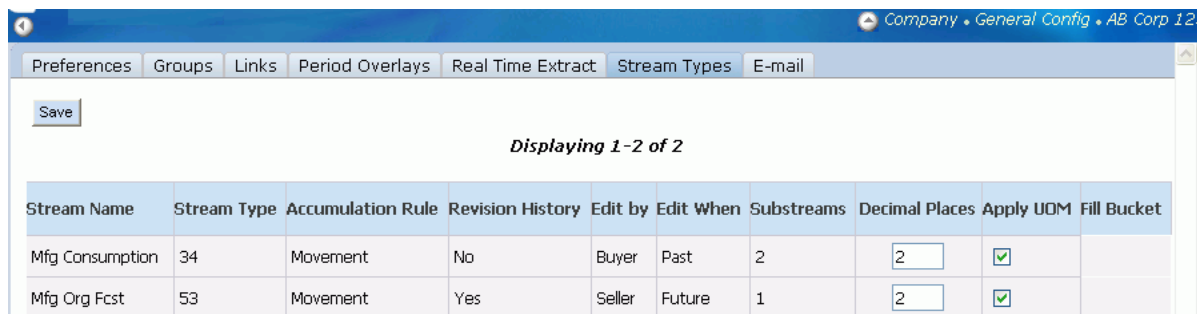 Company • General Config • AB Corp 12
Preferences Groups Links Period Overlays Real Time Extract Stream Types E-mail
Save
Displaying 1-2 of 2
Stream Name Stream Type Accumulation Rule Revision History Edit by Edit When Substreams Decimal Places Apply UOM Fill Bucket
Mfg Consumption 34 Movement No Buyer Past 2 2
Mfg Org Fcst 53 Movement Yes Seller Future 1 2